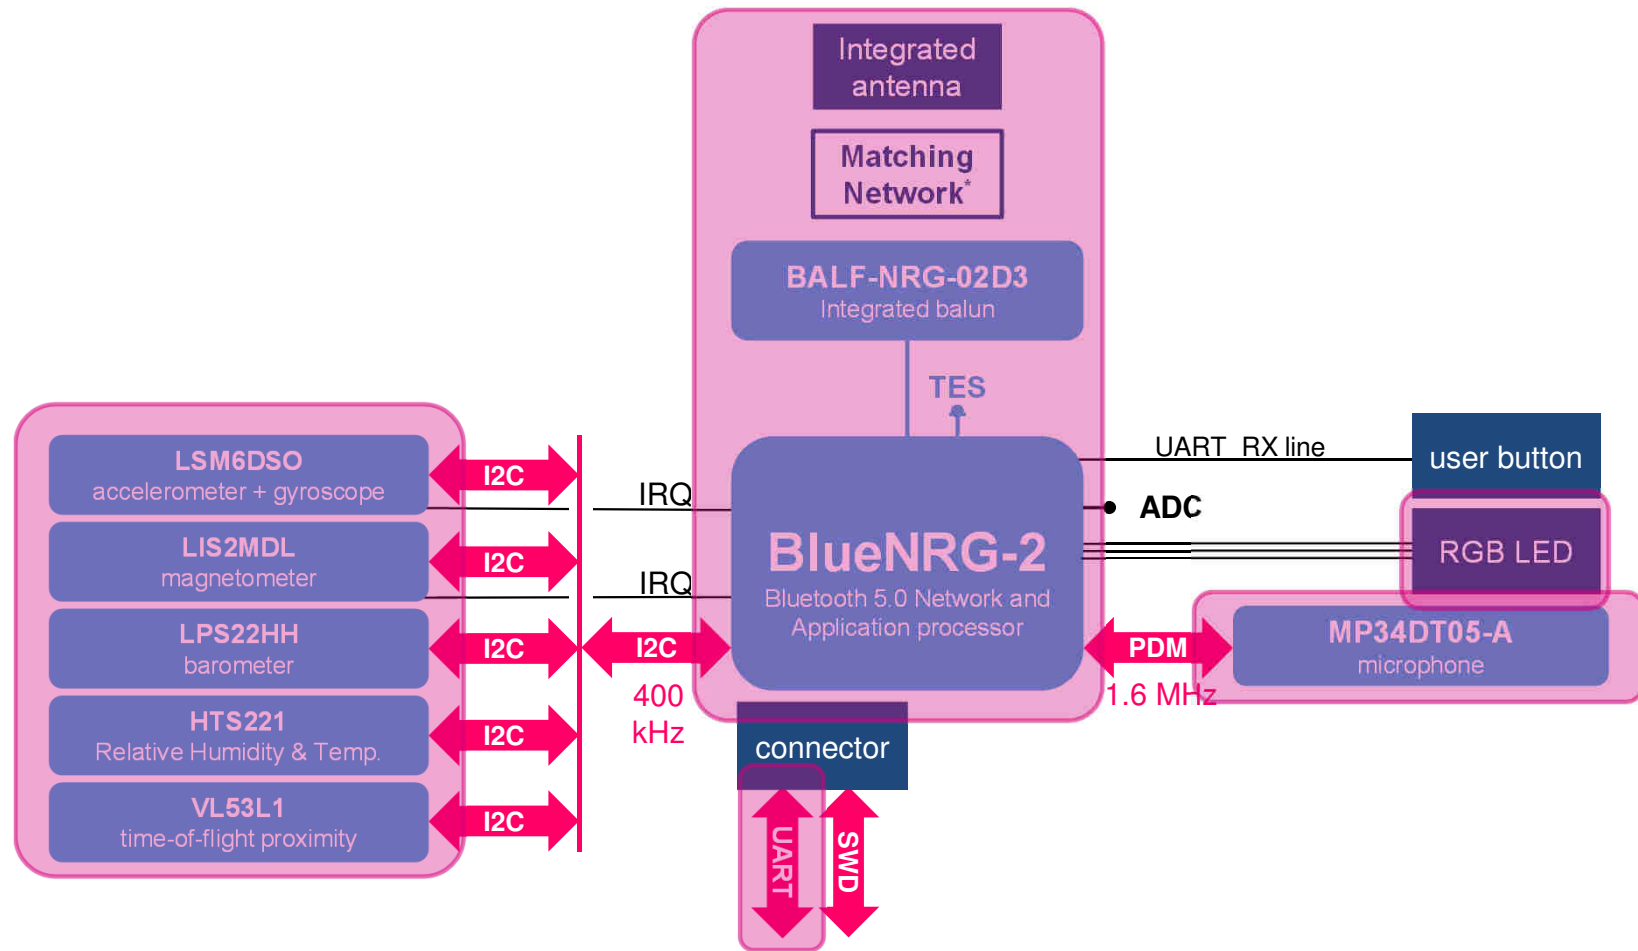 Integrated
antenna
Matching
Network*
BALF-NRG-02D3
Integrated balun
TES
LSM6DSO
accelerometer + gyroscope
I2C
LIS2MDL
magnetometer
I2C
LPS22HH
barometer
I2C
HTS221
Relative Humidity & Temp.
I2C
VL53L1
time-of-flight proximity
I2C
IRQ
IRQ
I2C
400
kHz
BlueNRG-2
Bluetooth 5.0 Network and
Application processor
UART RX line
user button
ADC
RGB LED
PDM
1.6 MHz
MP34DT05-A
microphone
connector
UART
SWD